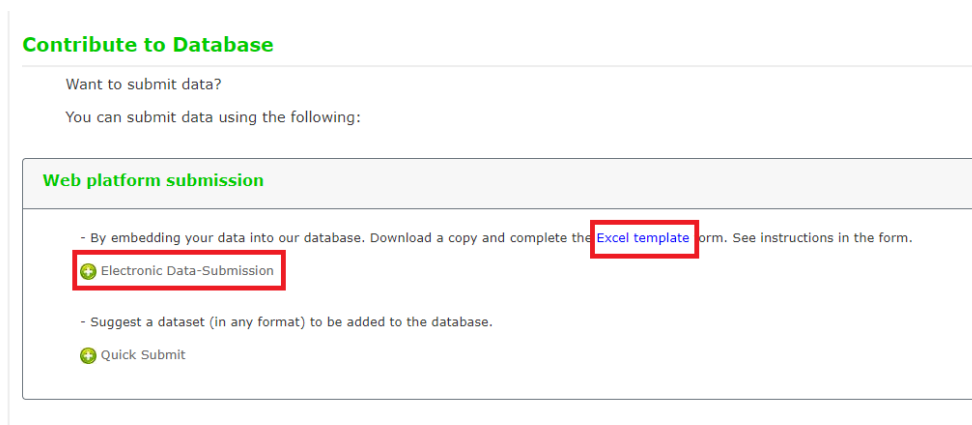 Contribute to Database
Want to submit data?
You can submit data using the following:
Web platform submission
- By embedding your data into our database. Download a copy and complete the Excel template orm. See instructions in the form.
Electronic Data-Submission
- Suggest a dataset (in any format) to be added to the database.
Quick Submit